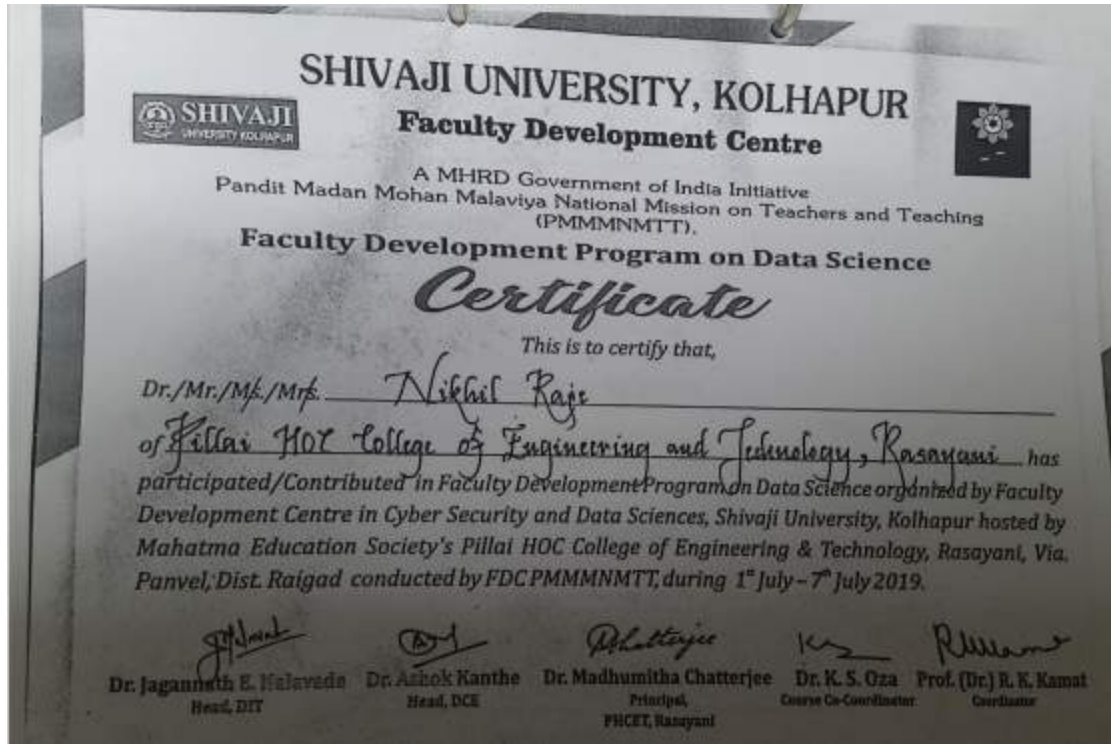 SHIVAJI UNIVERSITY, KOLHAPUR
SHIVAJI
UNIVERSITY KOLHAPUR
Faculty Development Centre
A MHRD Government of India Initiative
Pandit Madan Mohan Malaviya National Mission on Teachers and Teaching
(PMMMNMTT).
Faculty Development Program on Data Science
Certificate
This is to certify that,
Dr./Mr./Ms./Mrs. Nikhil Raje
of Pillai HOC College of Engineering and Technology, Rasayani has
participated/Contributed in Faculty Development Program on Data Science organized by Faculty
Development Centre in Cyber Security and Data Sciences, Shivaji University, Kolhapur hosted by
Mahatma Education Society's Pillai HOC College of Engineering & Technology, Rasayani, Via.
Panvel, Dist. Raigad conducted by FDC PMMMNMTT, during 1st July – 7th July 2019.
Dr. Jagannath E. Dr. Ashok Kanthe Dr. Madhumitha Chatterjee Dr. K. S. Oza Prof. (Dr.) R. K. Kamat
Head, DIT Head, DCE Principal, Course Co-Coordinator Coordinator
PHCET, Rasayani